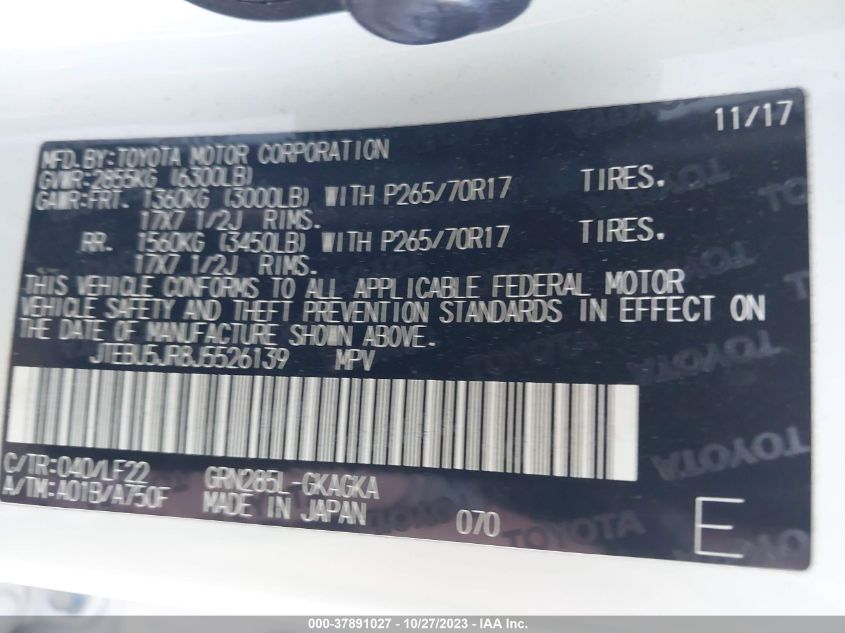 11/17
MFD.BY:TOYOTA MOTOR CORPORATION
GVWR:2855KG (6300LB)
GAWR:FRT. 1360KG (3000LB) WITH P265/70R17 TIRES.
17X7 1/2J RIMS.
RR. 1560KG (3450LB) WITH P265/70R17 TIRES.
17X7 1/2J RIMS.
THIS VEHICLE CONFORMS TO ALL APPLICABLE FEDERAL MOTOR
VEHICLE SAFETY AND THEFT PREVENTION STANDARDS IN EFFECT ON
THE DATE OF MANUFACTURE SHOWN ABOVE.
JTEBU5JR8J5526139 MPV
C/TR:040/LF22 GRN285L-GKAGKA
A/TM:A01B/A750F MADE IN JAPAN 070 E
TOYOTA
000-37891027 - 10/27/2023 - IAA Inc.